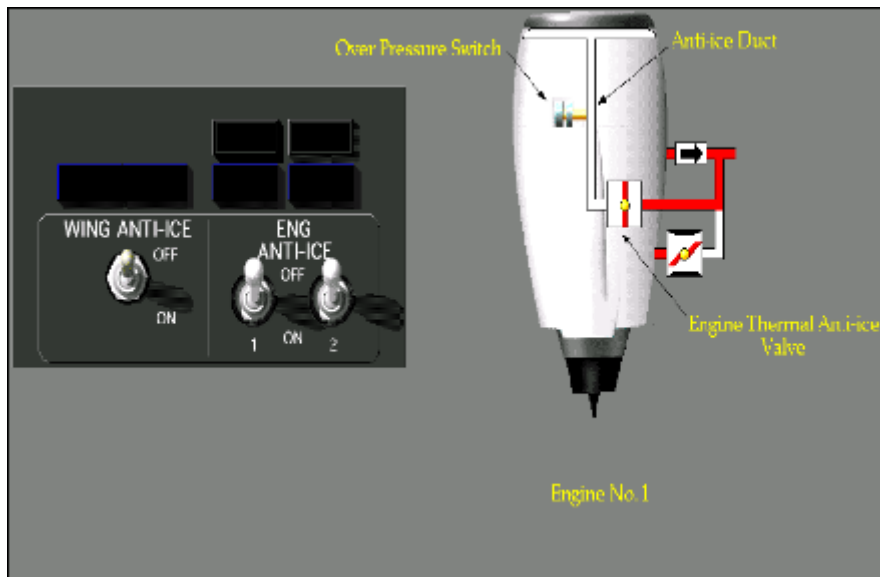 Over Pressure Switch
Anti-ice Duct
WING ANTI-ICE
OFF
ON
ENG
ANTI-ICE
OFF
ON
1
2
Engine Thermal Anti-ice
Valve
Engine No. 1